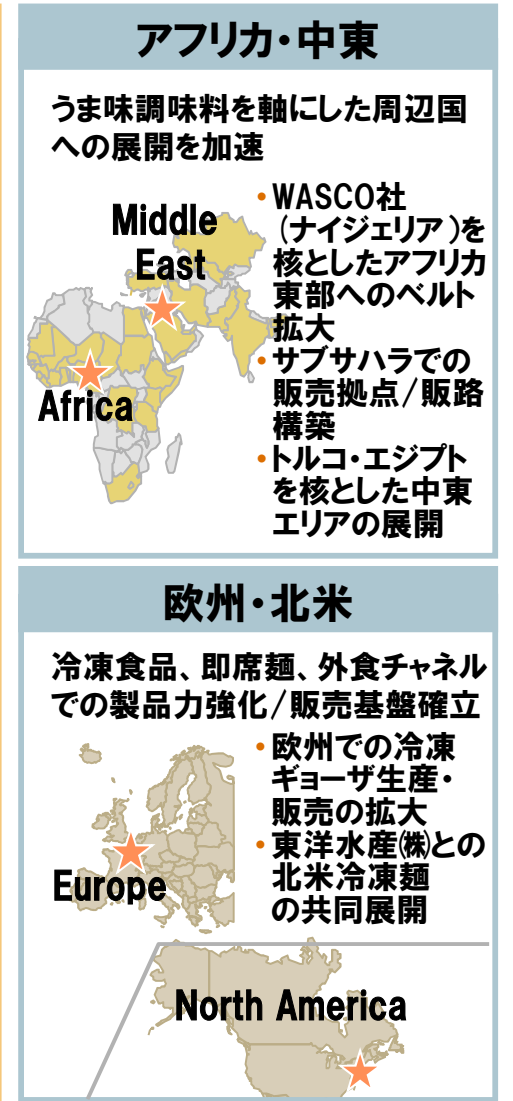 アフリカ・中東
うま味調味料を軸にした周辺国
への展開を加速
Middle
East
Africa
・WASCO社
(ナイジェリア)を
核としたアフリカ
東部へのベルト
拡大
・サブサハラでの
販売拠点/販路
構築
・トルコ・エジプト
を核とした中東
エリアの展開
欧州・北米
冷凍食品、即席麺、外食チャネル
での製品力強化/販売基盤確立
Europe
・欧州での冷凍
ギョーザ生産・
販売の拡大
・東洋水産㈱との
北米冷凍麺
の共同展開
North America